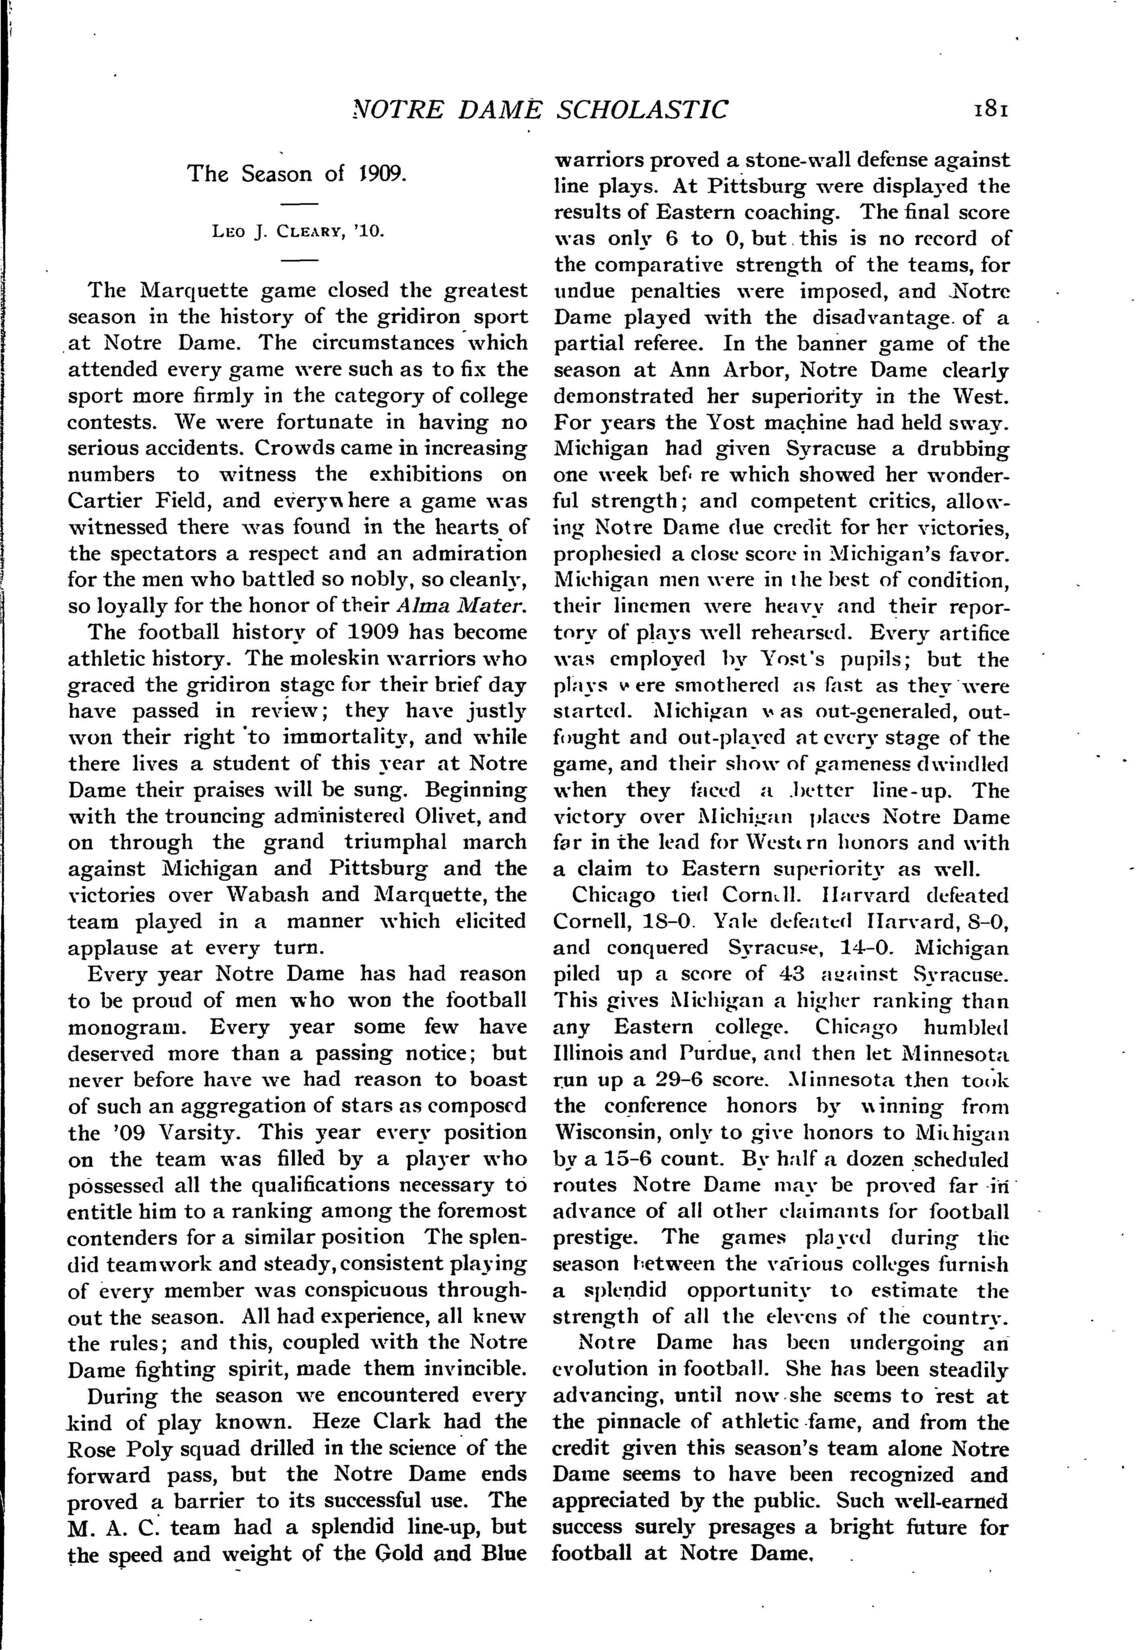 NOTRE DAME SCHOLASTIC 181
The Season of 1909.
LEO J. CLEARY, '10.
The Marquette game closed the greatest
season in the history of the gridiron sport
at Notre Dame. The circumstances which
attended every game were such as to fix the
sport more firmly in the category of college
contests. We were fortunate in having no
serious accidents. Crowds came in increasing
numbers to witness the exhibitions on
Cartier Field, and everywhere a game was
witnessed there was found in the hearts of
the spectators a respect and an admiration
for the men who battled so nobly, so cleanly,
so loyally for the honor of their Alma Mater.
The football history of 1909 has become
athletic history. The moleskin warriors who
graced the gridiron stage for their brief day
have passed in review; they have justly
won their right to immortality, and while
there lives a student of this year at Notre
Dame their praises will be sung. Beginning
with the trouncing administered Olivet, and
on through the grand triumphal march
against Michigan and Pittsburg and the
victories over Wabash and Marquette, the
team played in a manner which elicited
applause at every turn.
Every year Notre Dame has had reason
to be proud of men who won the football
monogram. Every year some few have
deserved more than a passing notice; but
never before have we had reason to boast
of such an aggregation of stars as composed
the '09 Varsity. This year every position
on the team was filled by a player who
possessed all the qualifications necessary to
entitle him to a ranking among the foremost
contenders for a similar position The splen-
did teamwork and steady, consistent playing
of every member was conspicuous through-
out the season. All had experience, all knew
the rules; and this, coupled with the Notre
Dame fighting spirit, made them invincible.
During the season we encountered every
kind of play known. Heze Clark had the
Rose Poly squad drilled in the science of the
forward pass, but the Notre Dame ends
proved a barrier to its successful use. The
M. A. C. team had a splendid line-up, but
the speed and weight of the Gold and Blue
warriors proved a stone-wall defense against
line plays. At Pittsburg were displayed the
results of Eastern coaching. The final score
was only 6 to 0, but this is no record of
the comparative strength of the teams, for
undue penalties were imposed, and Notre
Dame played with the disadvantage of a
partial referee. In the banner game of the
season at Ann Arbor, Notre Dame clearly
demonstrated her superiority in the West.
For years the Yost machine had held sway.
Michigan had given Syracuse a drubbing
one week before which showed her wonder-
ful strength; and competent critics, allow-
ing Notre Dame due credit for her victories,
prophesied a close score in Michigan's favor.
Michigan men were in the best of condition,
their linemen were heavy and their reper-
tory of plays well rehearsed. Every artifice
was employed by Yost's pupils; but the
plays were smothered as fast as they were
started. Michigan was out-generaled, out-
fought and out-played at every stage of the
game, and their show of gameness dwindled
when they faced a better line-up. The
victory over Michigan places Notre Dame
far in the lead for Western honors and with
a claim to Eastern superiority as well.
Chicago tied Cornell. Harvard defeated
Cornell, 18-0. Yale defeated Harvard, 8-0,
and conquered Syracuse, 14-0. Michigan
piled up a score of 43 against Syracuse.
This gives Michigan a higher ranking than
any Eastern college. Chicago humbled
Illinois and Purdue, and then let Minnesota
run up a 29-6 score. Minnesota then took
the conference honors by winning from
Wisconsin, only to give honors to Michigan
by a 15-6 count. By half a dozen scheduled
routes Notre Dame may be proved far in
advance of all other claimants for football
prestige. The games played during the
season between the various colleges furnish
a splendid opportunity to estimate the
strength of all the elevens of the country.
Notre Dame has been undergoing an
evolution in football. She has been steadily
advancing, until now she seems to rest at
the pinnacle of athletic fame, and from the
credit given this season's team alone Notre
Dame seems to have been recognized and
appreciated by the public. Such well-earned
success surely presages a bright future for
football at Notre Dame.